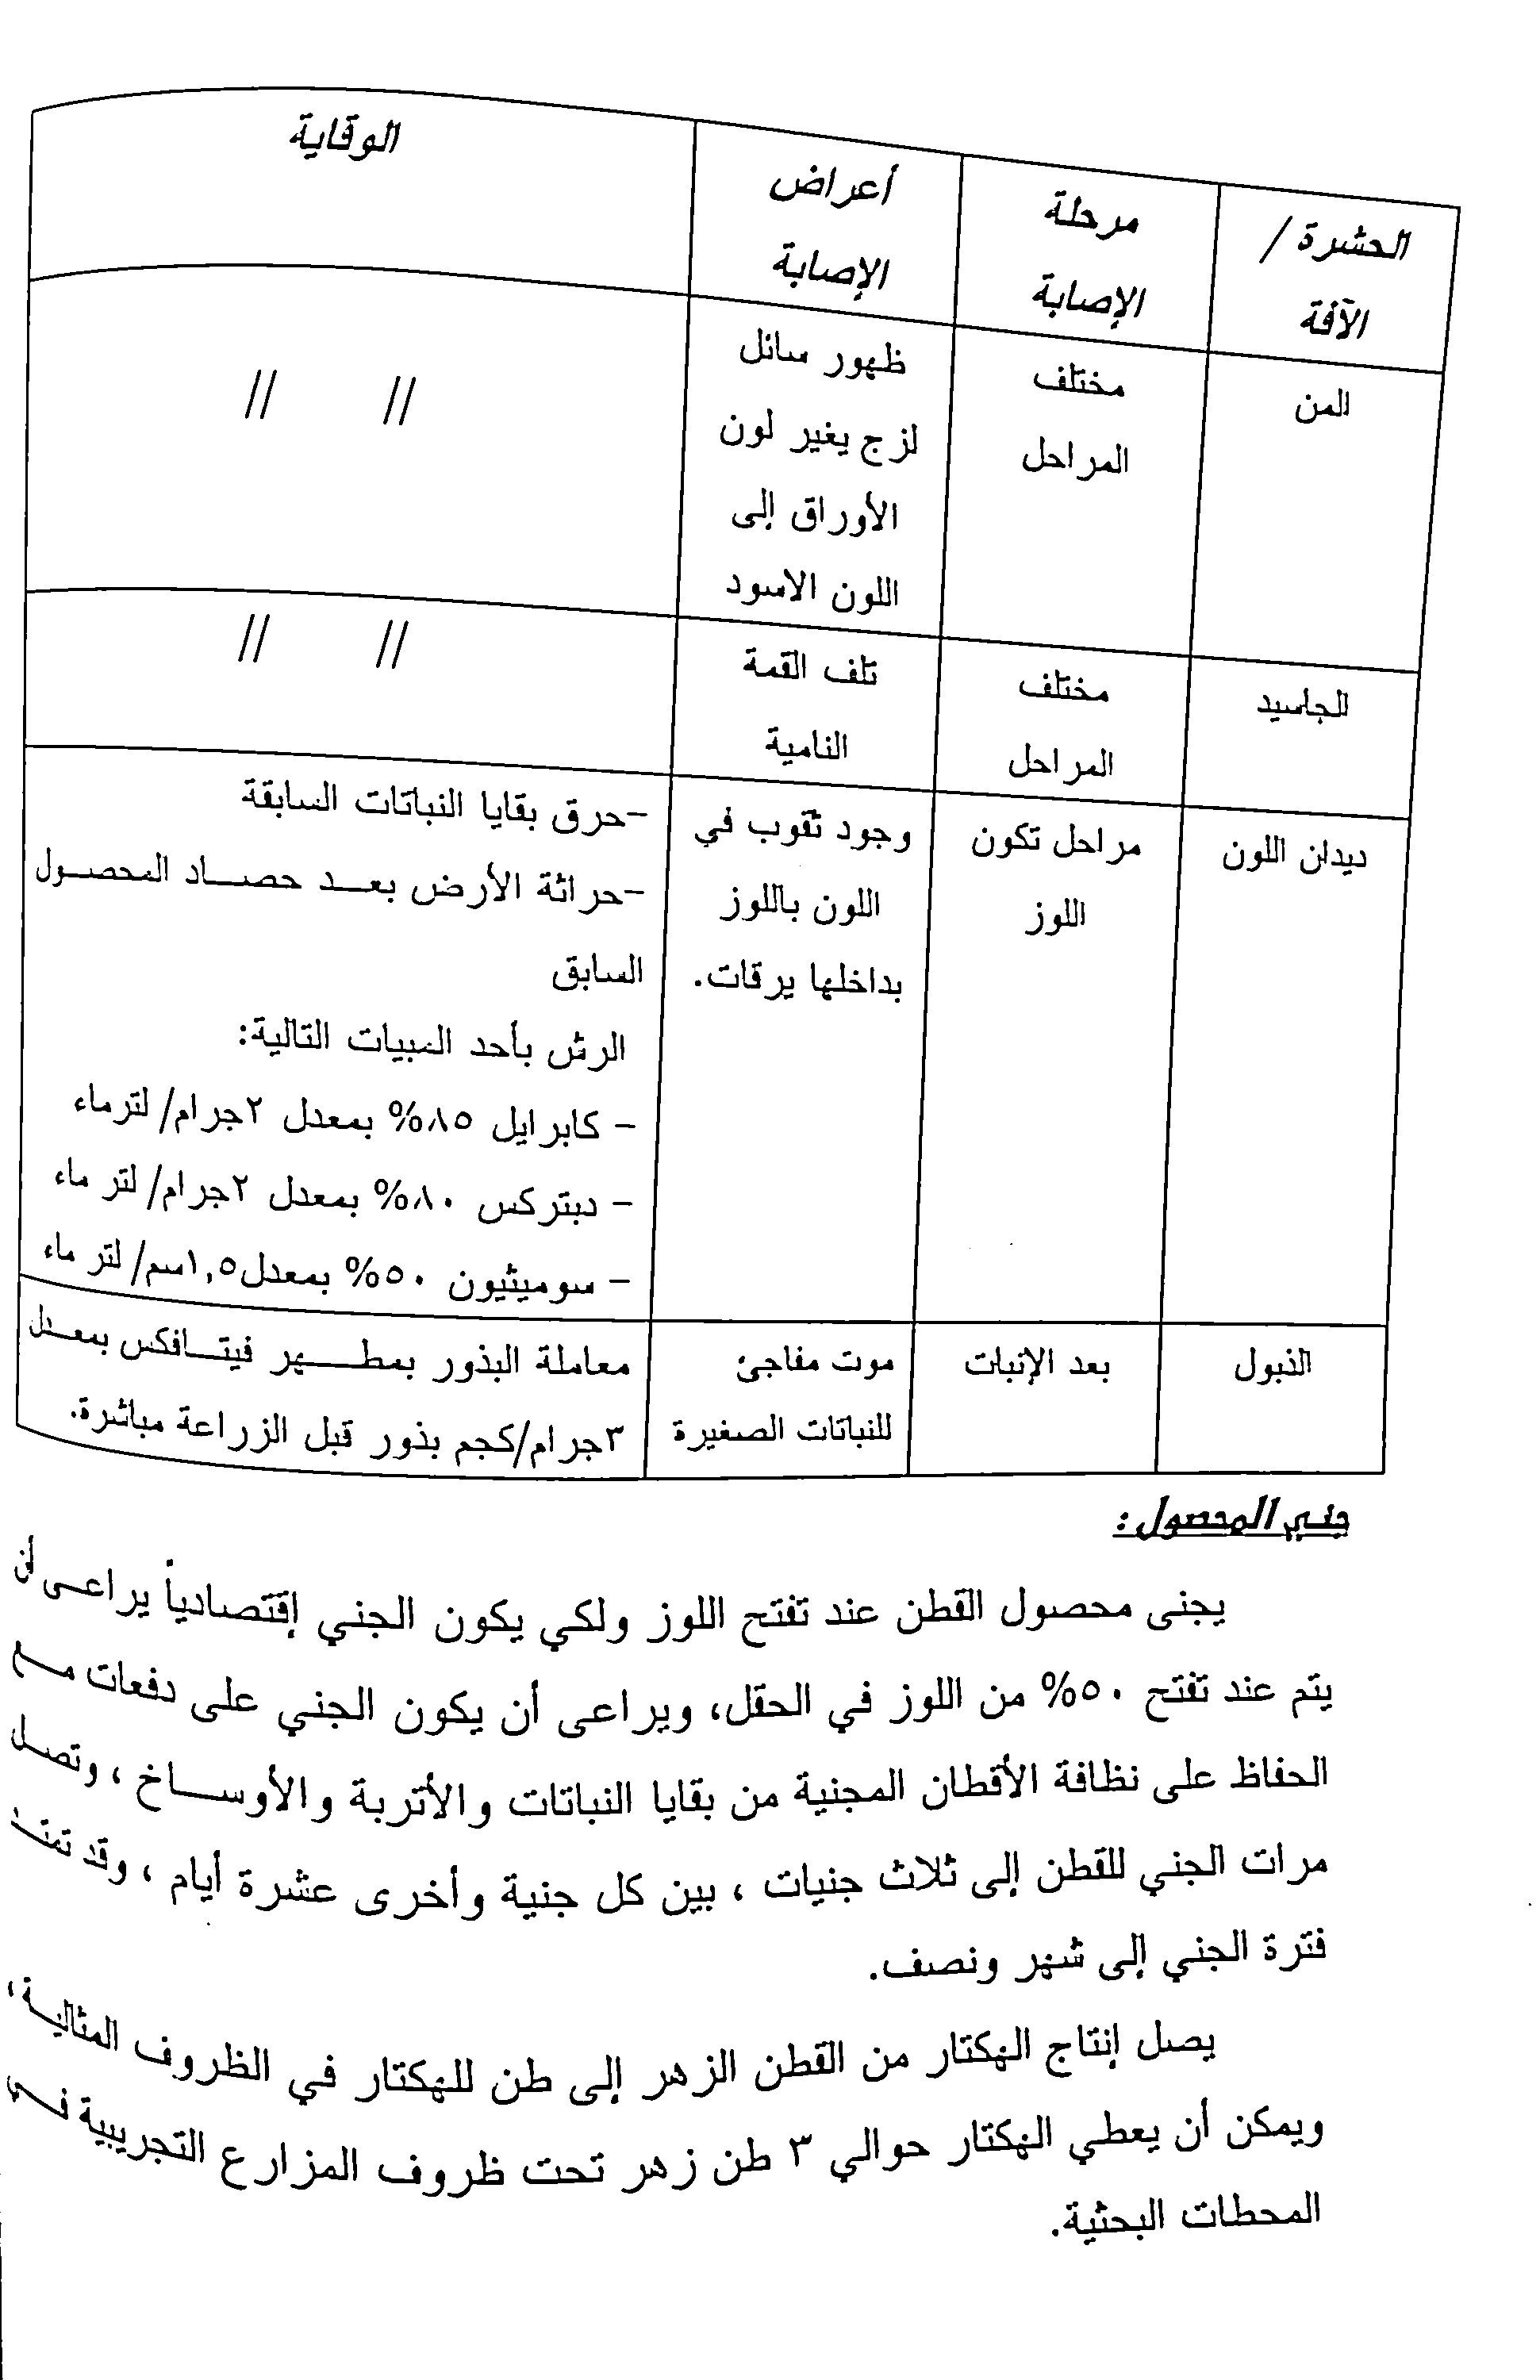 الحشرة / الآفة
مرحلة الإصابة
أعراض الإصابة
الوقاية
المن
مختلف
المراحل
ظهور سائل
لزج يغير لون
الأوراق إلى
اللون الاسود
// //
الجاسيد
مختلف
المراحل
تلف القمة
النامية
// //
ديدان اللون
مراحل تكون
اللوز
وجود ثقوب في
اللون باللوز
بداخلها يرقات.
-حرق بقايا النباتات السابقة
-حراثة الأرض بعد حصاد المحصول
السابق
الرش بأحد المبيات التالية:
- كابرايل ٨٥% بمعدل ٢جرام/ لترماء
- دبتركس ٨٠% بمعدل ٢جرام/ لتر ماء
- سوميثيون ٥٠% بمعدل١,٥سم/ لتر ماء
الذبول
بعد الإنبات
موت مفاجئ
للنباتات الصغيرة
معاملة البذور بمطهر فيتافكس بمعدل
٣جرام/كجم بذور قبل الزراعة مباشرة.
جني المحصول:
يجنى محصول القطن عند تفتح اللوز ولكي يكون الجني إقتصادياً يراعى أن
يتم عند تفتح ٥٠% من اللوز في الحقل، ويراعى أن يكون الجني على دفعات مع
الحفاظ على نظافة الأقطان المجنية من بقايا النباتات والأتربة والأوساخ ، وتصل
مرات الجني للقطن إلى ثلاث جنيات ، بين كل جنية وأخرى عشرة أيام ، وقد تمتد
فترة الجني إلى شهر ونصف.
يصل إنتاج الهكتار من القطن الزهر إلى طن للهكتار في الظروف المثالية،
ويمكن أن يعطي الهكتار حوالي ٣ طن زهر تحت ظروف المزارع التجريبية في
المحطات البحثية.